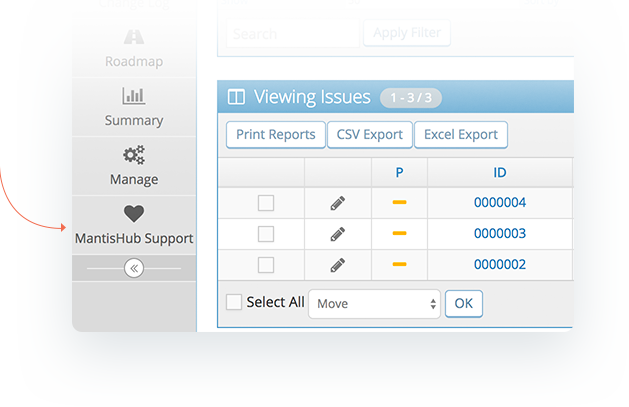 Search
Apply Filter
Roadmap
Summary
Manage
MantisHub Support
Viewing Issues 1 - 3 / 3
Print Reports CSV Export Excel Export
P ID
0000004
0000003
0000002
Select All Move OK